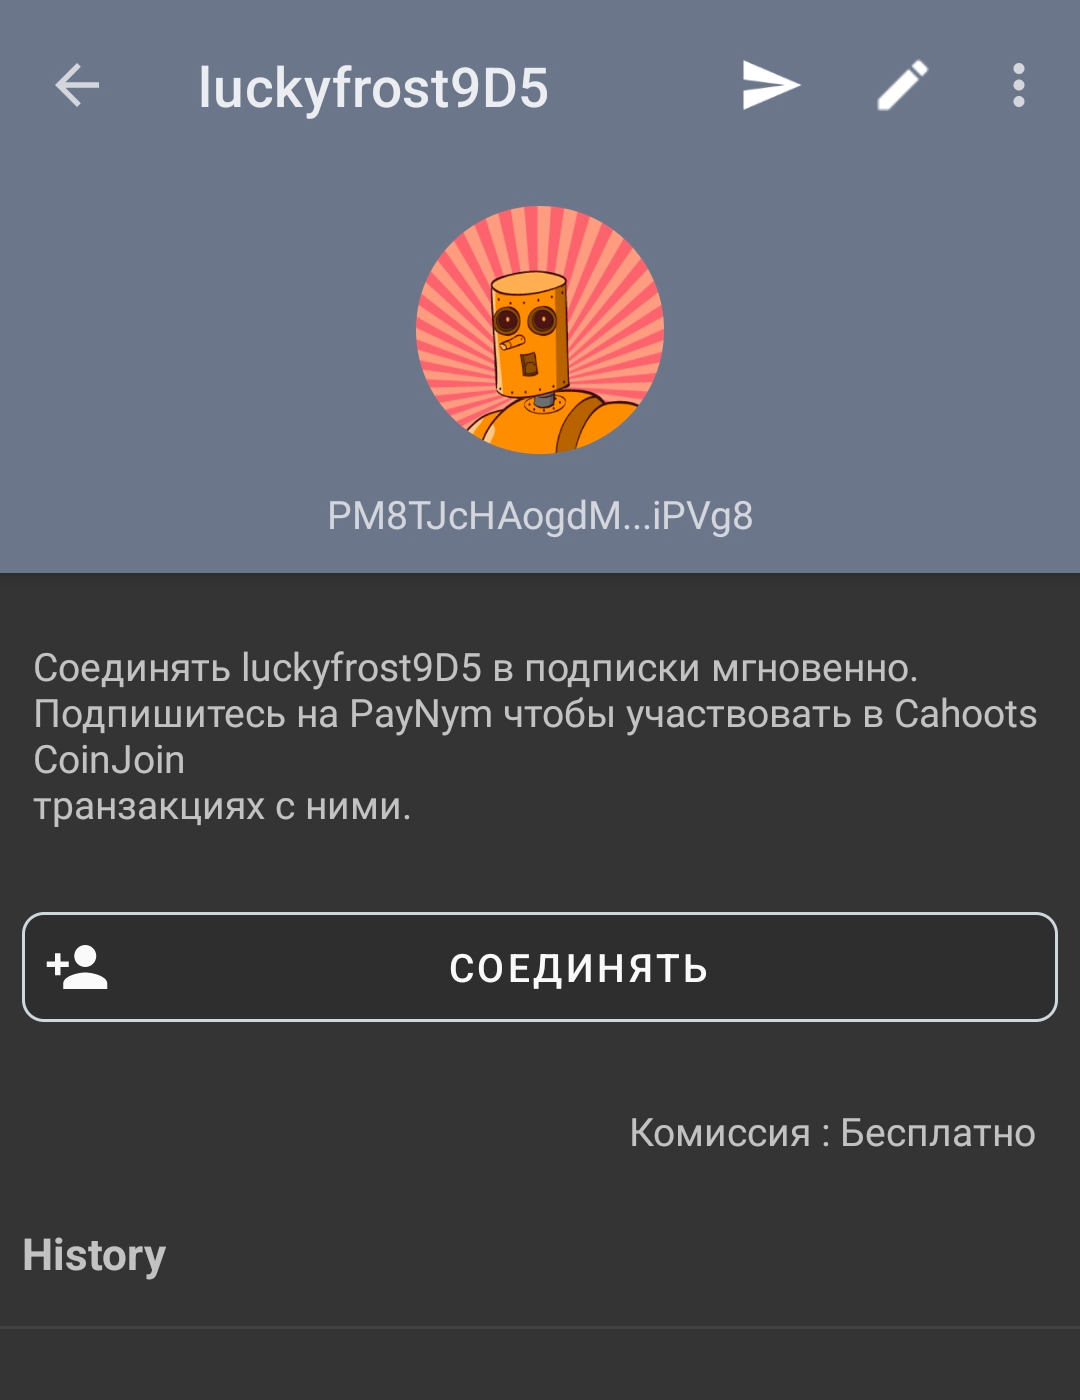 luckyfrost9D5
PM8TJcHAogdM...iPVg8
Соединять luckyfrost9D5 в подписки мгновенно.
Подпишитесь на PayNym чтобы участвовать в Cahoots
CoinJoin
транзакциях с ними.
СОЕДИНЯТЬ
Комиссия : Бесплатно
History